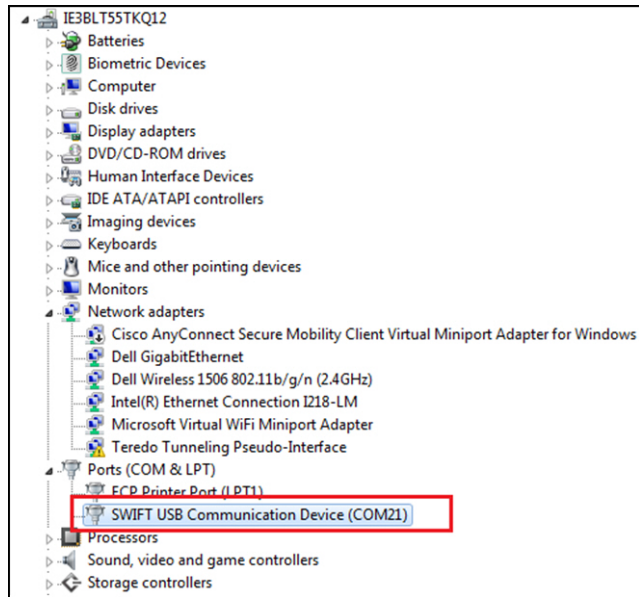 IE3BLT55TKQ12
Batteries
Biometric Devices
Computer
Disk drives
Display adapters
DVD/CD-ROM drives
Human Interface Devices
IDE ATA/ATAPI controllers
Imaging devices
Keyboards
Mice and other pointing devices
Monitors
Network adapters
Cisco AnyConnect Secure Mobility Client Virtual Miniport Adapter for Windows
Dell GigabitEthernet
Dell Wireless 1506 802.11b/g/n (2.4GHz)
Intel(R) Ethernet Connection I218-LM
Microsoft Virtual WiFi Miniport Adapter
Teredo Tunneling Pseudo-Interface
Ports (COM & LPT)
ECP Printer Port (LPT1)
SWIFT USB Communication Device (COM21)
Processors
Sound, video and game controllers
Storage controllers